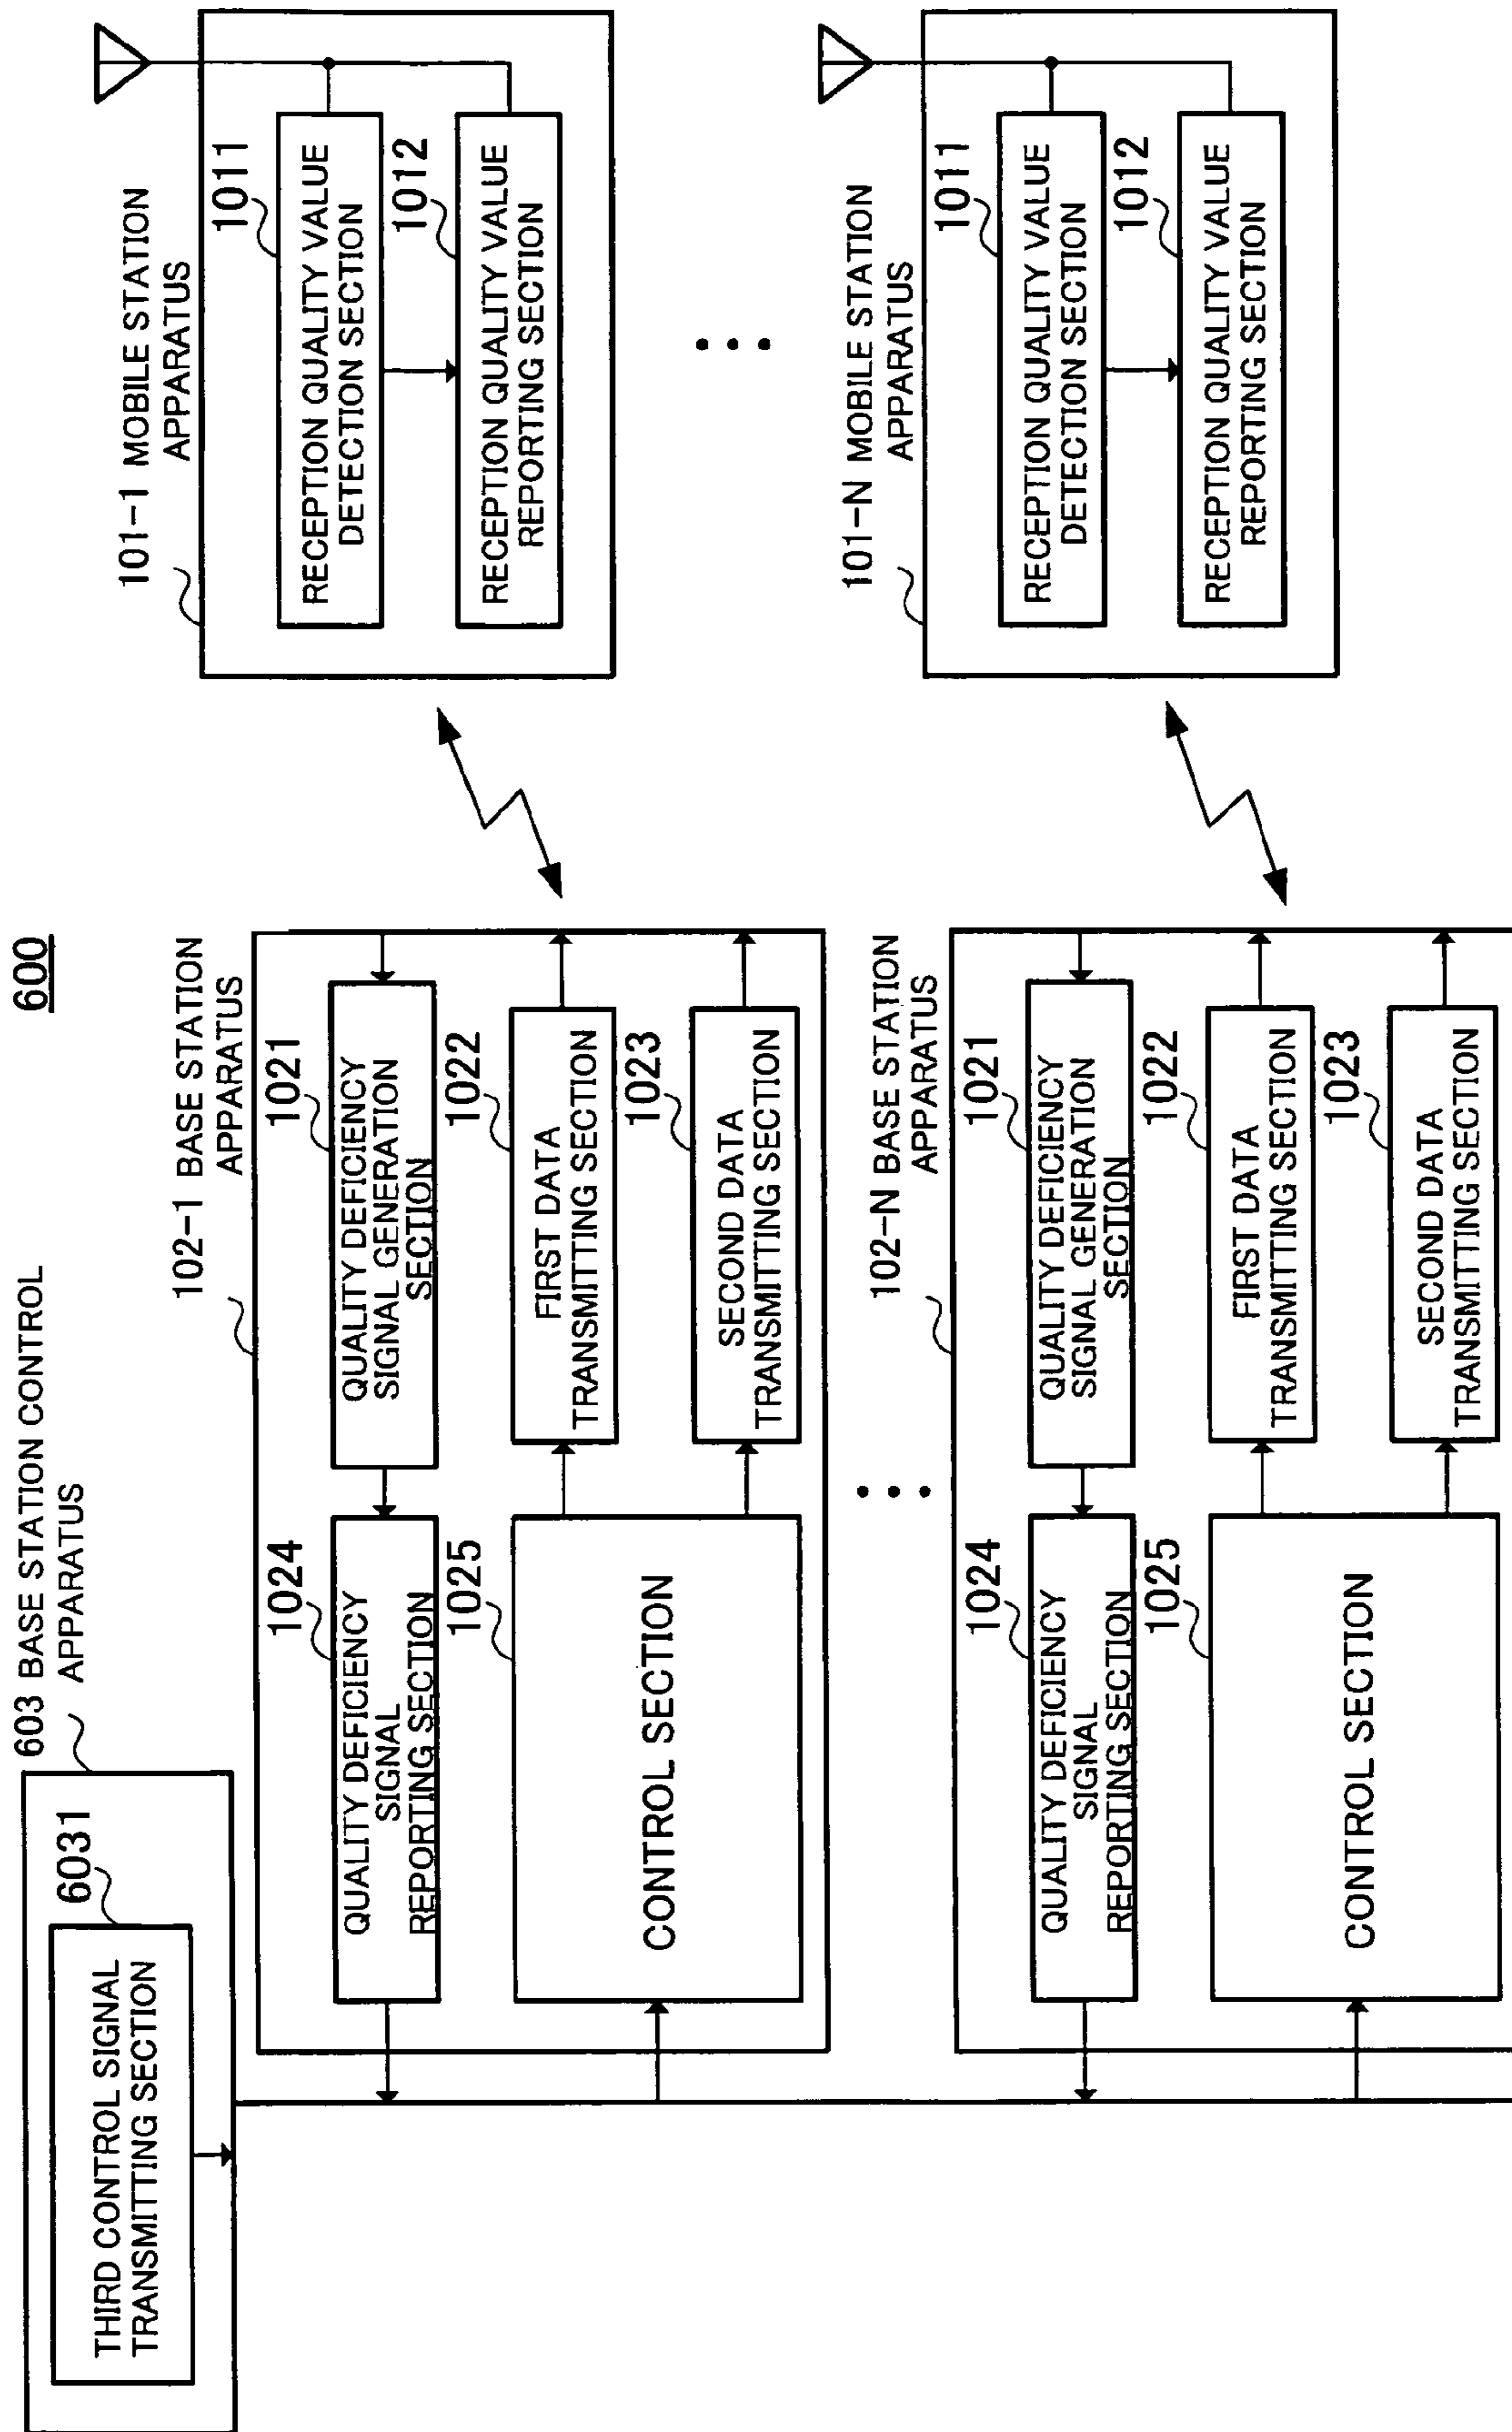 600
603 BASE STATION CONTROL
APPARATUS
6031
THIRD CONTROL SIGNAL
TRANSMITTING SECTION
102-1 BASE STATION
APPARATUS
1024
QUALITY DEFICIENCY
SIGNAL
REPORTING SECTION
1021
QUALITY DEFICIENCY
SIGNAL GENERATION
SECTION
1025
CONTROL SECTION
1022
FIRST DATA
TRANSMITTING SECTION
1023
SECOND DATA
TRANSMITTING SECTION
102-N BASE STATION
APPARATUS
1024
QUALITY DEFICIENCY
SIGNAL
REPORTING SECTION
1021
QUALITY DEFICIENCY
SIGNAL GENERATION
SECTION
1025
CONTROL SECTION
1022
FIRST DATA
TRANSMITTING SECTION
1023
SECOND DATA
TRANSMITTING SECTION
101-1 MOBILE STATION
APPARATUS
1011
RECEPTION QUALITY VALUE
DETECTION SECTION
1012
RECEPTION QUALITY VALUE
REPORTING SECTION
101-N MOBILE STATION
APPARATUS
1011
RECEPTION QUALITY VALUE
DETECTION SECTION
1012
RECEPTION QUALITY VALUE
REPORTING SECTION